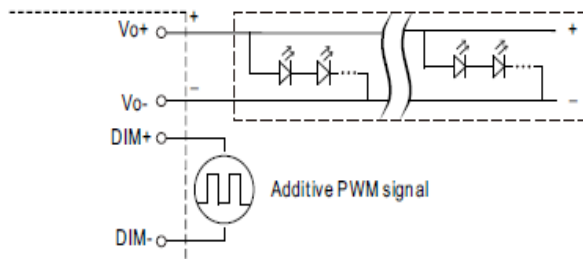 Vo+
+
+
Vo-
−
−
DIM+
Additive PWM signal
DIM-